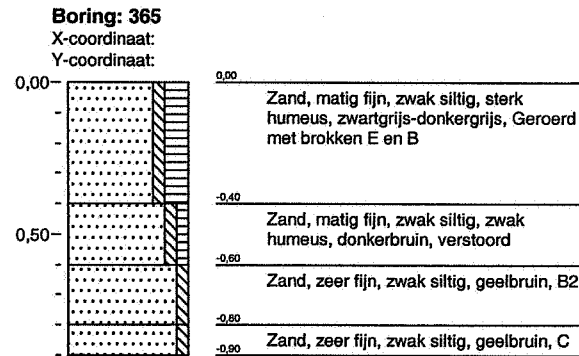 Boring: 365
X-coordinaat:
Y-coordinaat:
0,00
0,00
Zand, matig fijn, zwak siltig, sterk
humeus, zwartgrijs-donkergrijs, Geroerd
met brokken E en B
-0,40
0,50
Zand, matig fijn, zwak siltig, zwak
humeus, donkerbruin, verstoord
-0,60
Zand, zeer fijn, zwak siltig, geelbruin, B2
-0,80
Zand, zeer fijn, zwak siltig, geelbruin, C
-0,90